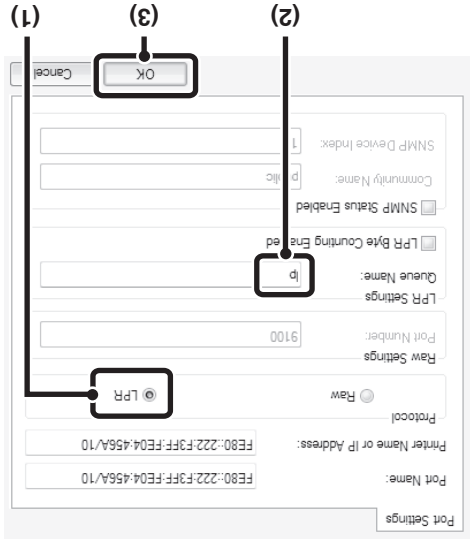 Port Settings
Port Name: FE80::222-F3FF-FE04:456A/10
Printer Name or IP Address: FE80::222-F3FF-FE04:456A/10
Protocol
Raw LPR
Raw Settings
Port Number: 9100
LPR Settings
Queue Name: lp
LPR Byte Counting Enabled
SNMP Status Enabled
Community Name: public
SNMP Device Index: 1
OK Cancel
(2) (3) (1)